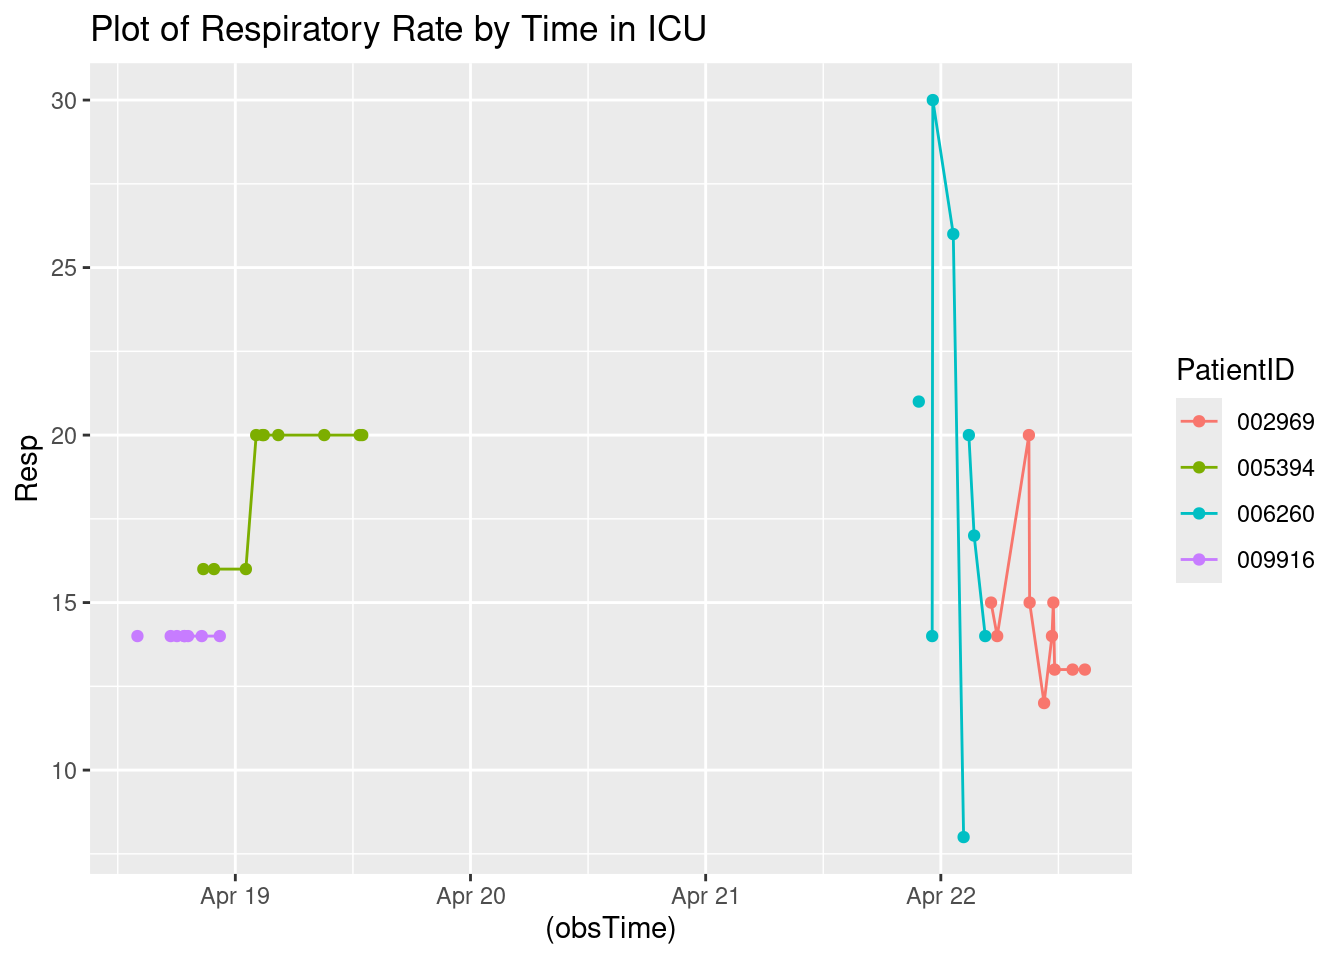 Plot of Respiratory Rate by Time in ICU
30
25
20
15
10
Resp
Apr 19
Apr 20
Apr 21
Apr 22
(obsTime)
PatientID
002969
005394
006260
009916